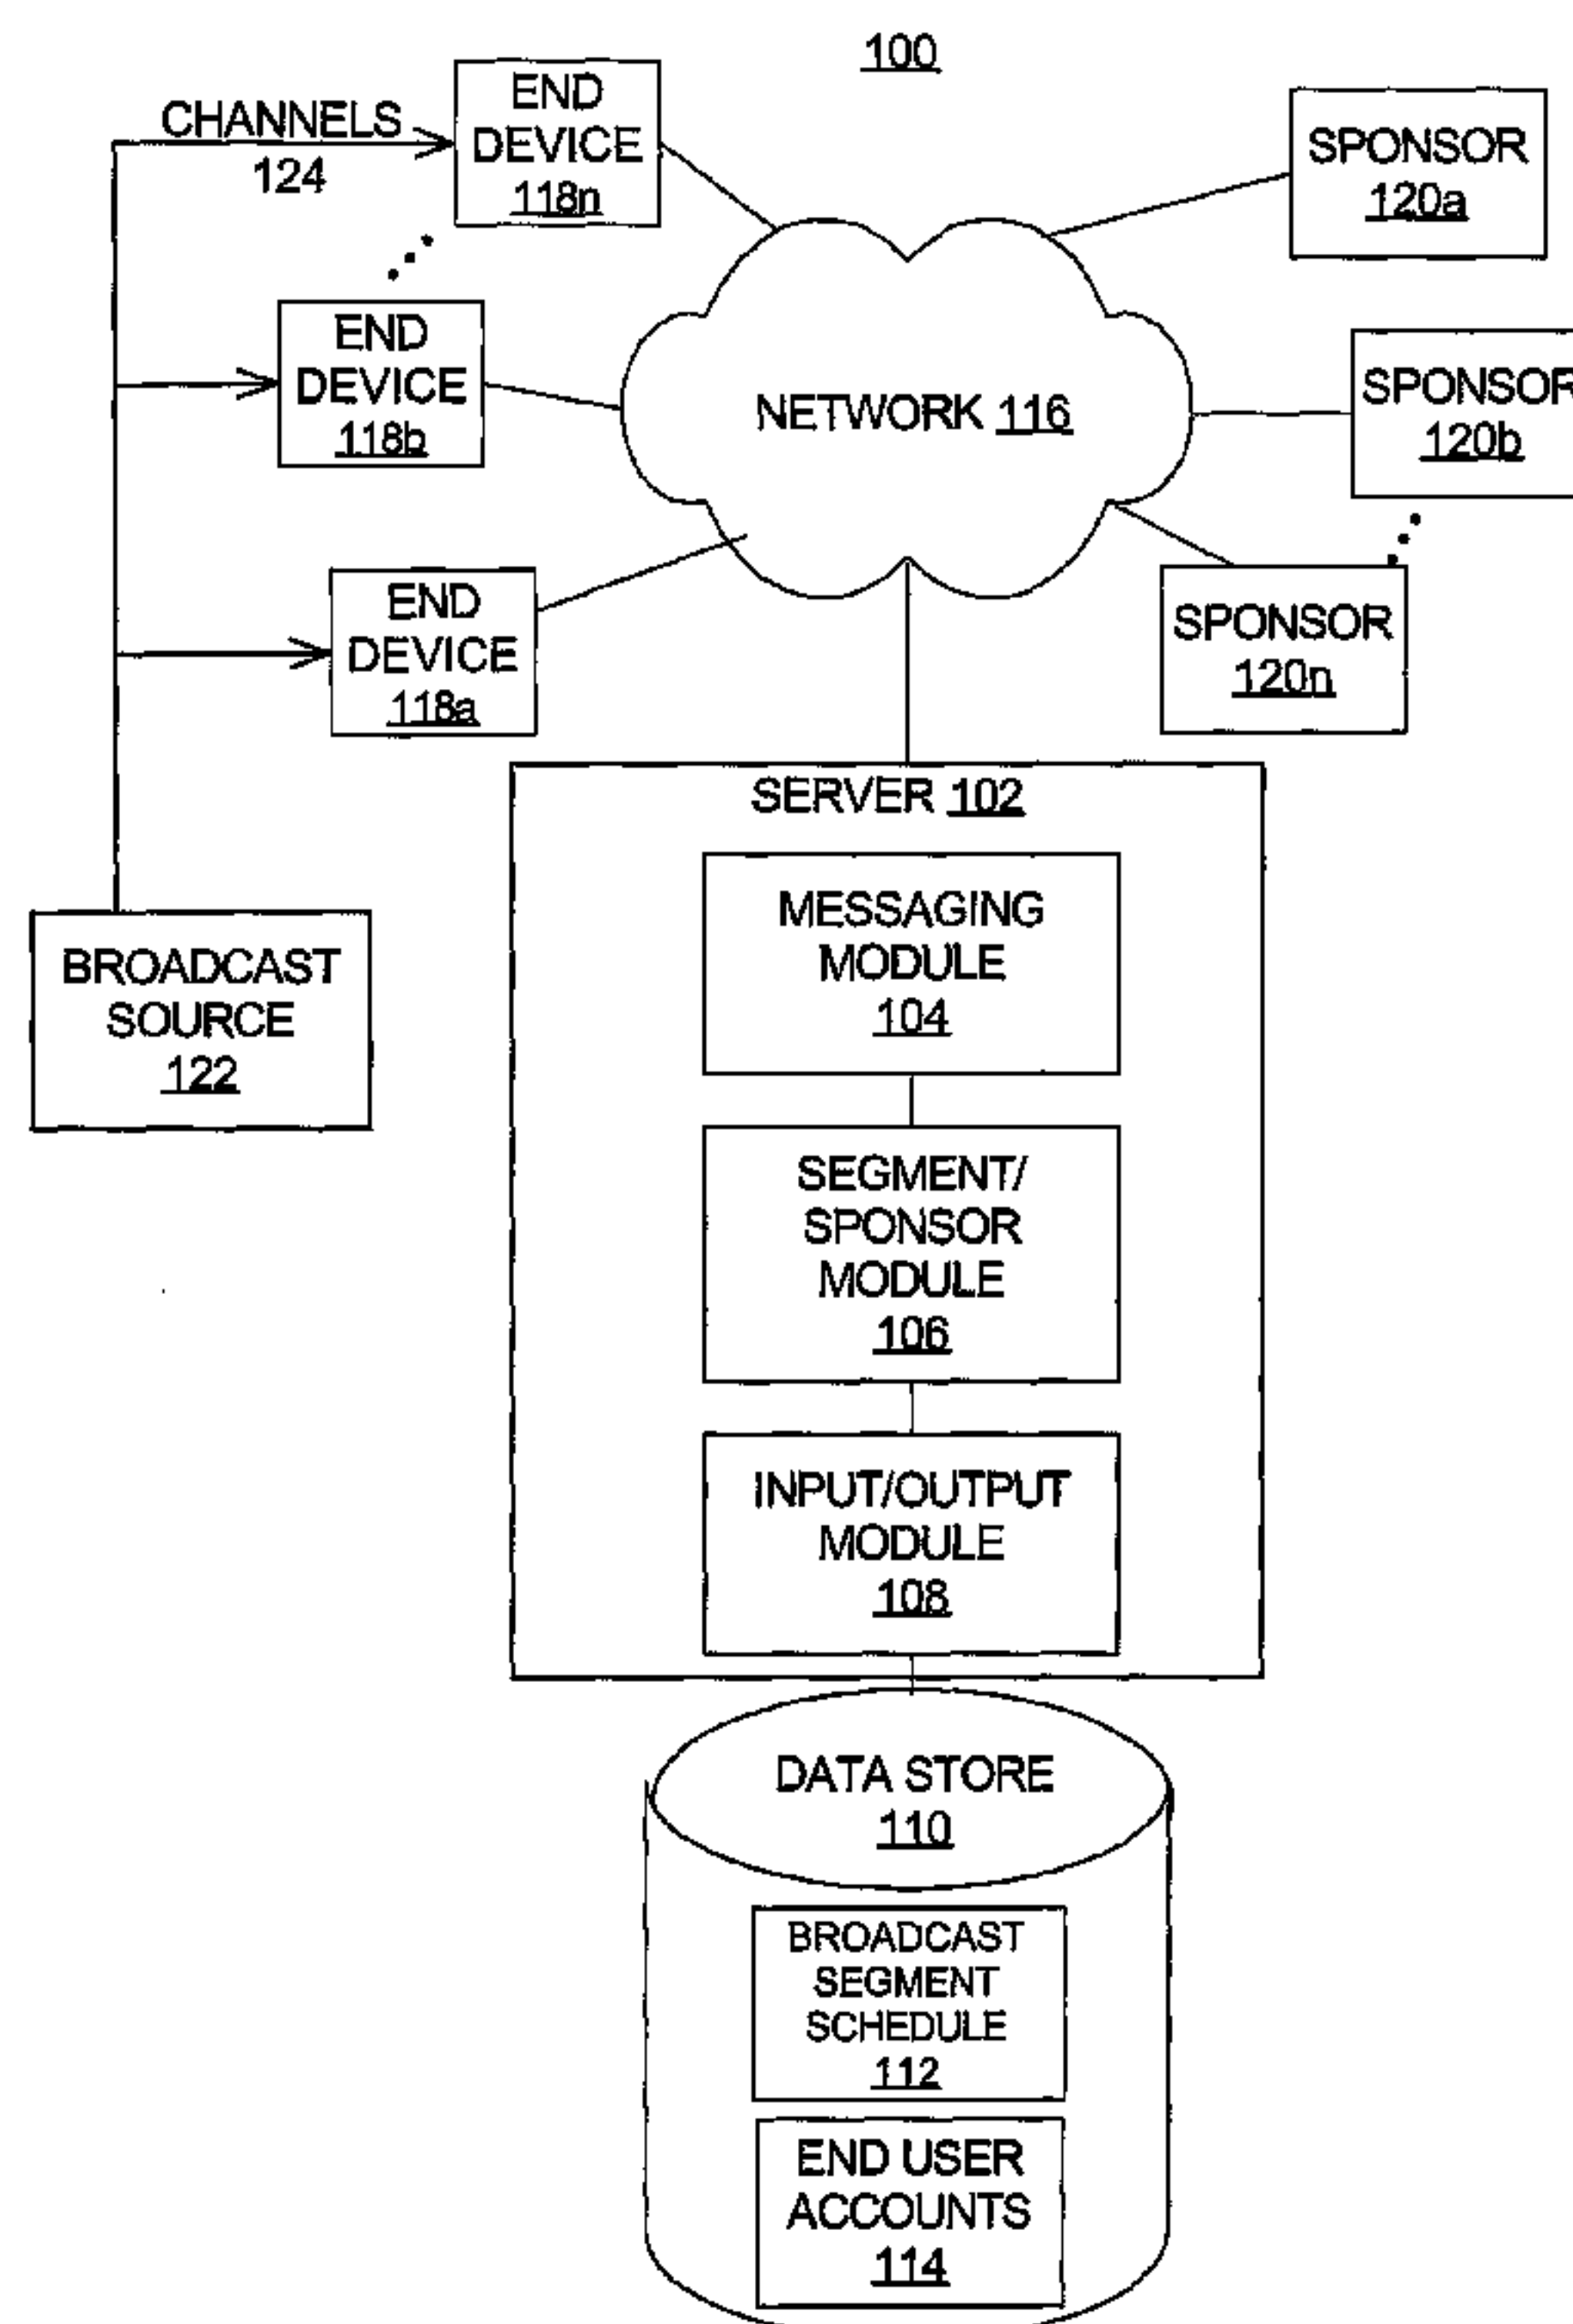 100
CHANNELS
124
END
DEVICE
118n
SPONSOR
120a
END
DEVICE
118b
NETWORK 116
SPONSOR
120b
END
DEVICE
118a
SPONSOR
120n
SERVER 102
MESSAGING
MODULE
104
BROADCAST
SOURCE
122
SEGMENT/
SPONSOR
MODULE
106
INPUT/OUTPUT
MODULE
108
DATA STORE
110
BROADCAST
SEGMENT
SCHEDULE
112
END USER
ACCOUNTS
114